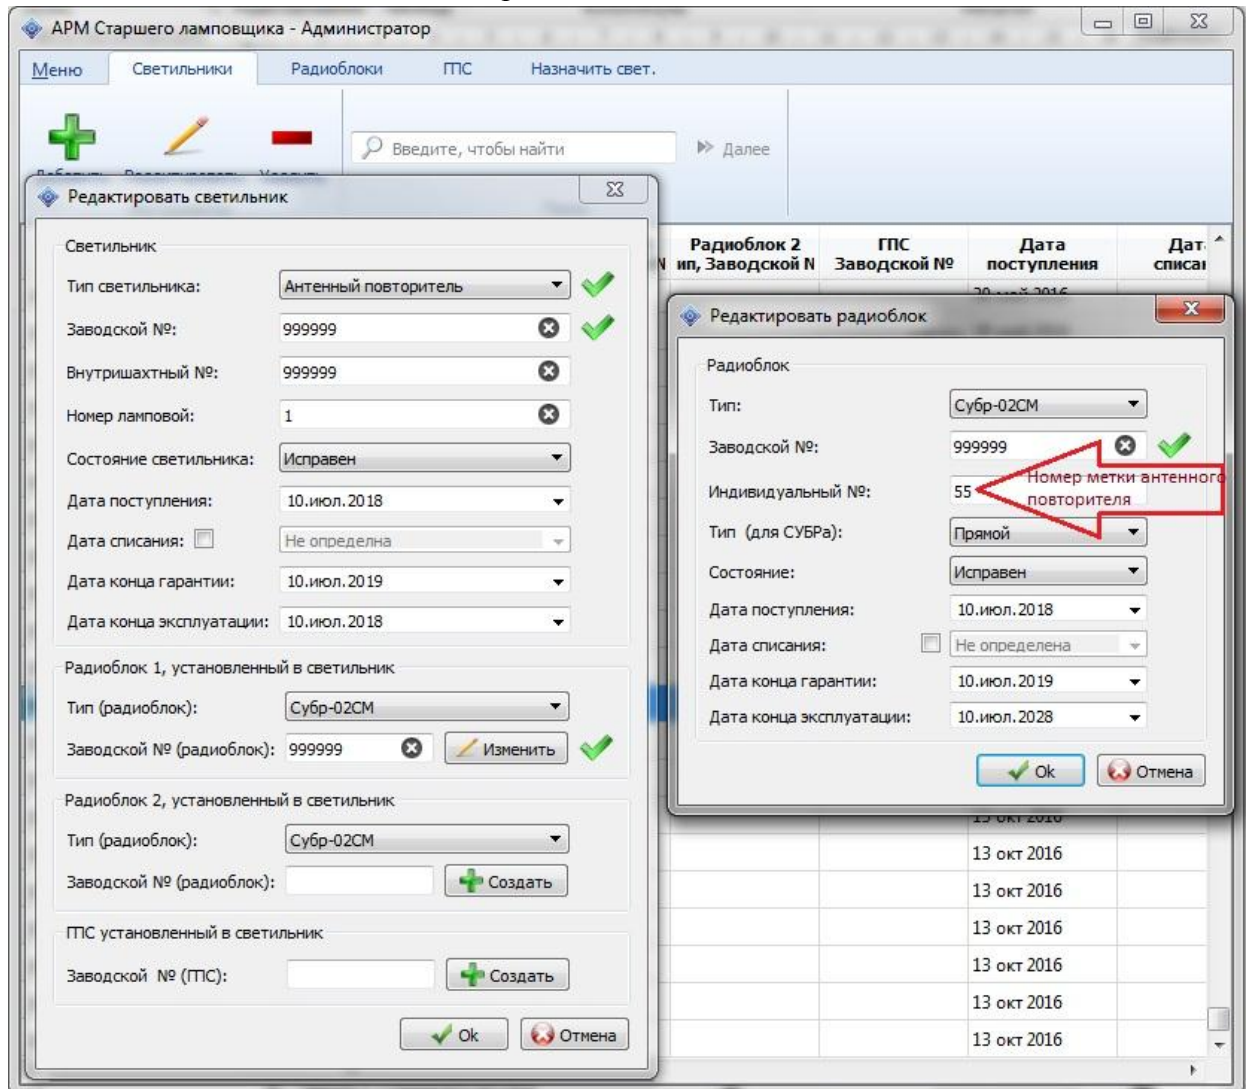 АРМ Старшего ламповщика - Администратор
Меню Светильники Радиоблоки ГПС Назначить свет.
Введите, чтобы найти Далее
Редактировать светильник
Светильник
Тип светильника: Антенный повторитель
Заводской №: 999999
Внутришахтный №: 999999
Номер ламповой: 1
Состояние светильника: Исправен
Дата поступления: 10.июл.2018
Дата списания: Не определна
Дата конца гарантии: 10.июл.2019
Дата конца эксплуатации: 10.июл.2018
Радиоблок 1, установленный в светильник
Тип (радиоблок): Субр-02СМ
Заводской № (радиоблок): 999999 Изменить
Радиоблок 2, установленный в светильник
Тип (радиоблок): Субр-02СМ
Заводской № (радиоблок): Создать
ГПС установленный в светильник
Заводской № (ГПС): Создать
Ok Отмена
Радиоблок 2 ГПС Дата Дат
ип, Заводской N Заводской № поступления списан
Редактировать радиоблок
Радиоблок
Тип: Субр-02СМ
Заводской №: 999999
Индивидуальный №: 55
Номер метки антенного
повторителя
Тип (для СУБРа): Прямой
Состояние: Исправен
Дата поступления: 10.июл.2018
Дата списания: Не определена
Дата конца гарантии: 10.июл.2019
Дата конца эксплуатации: 10.июл.2028
Ok Отмена
13 окт 2016
13 окт 2016
13 окт 2016
13 окт 2016
13 окт 2016
13 окт 2016